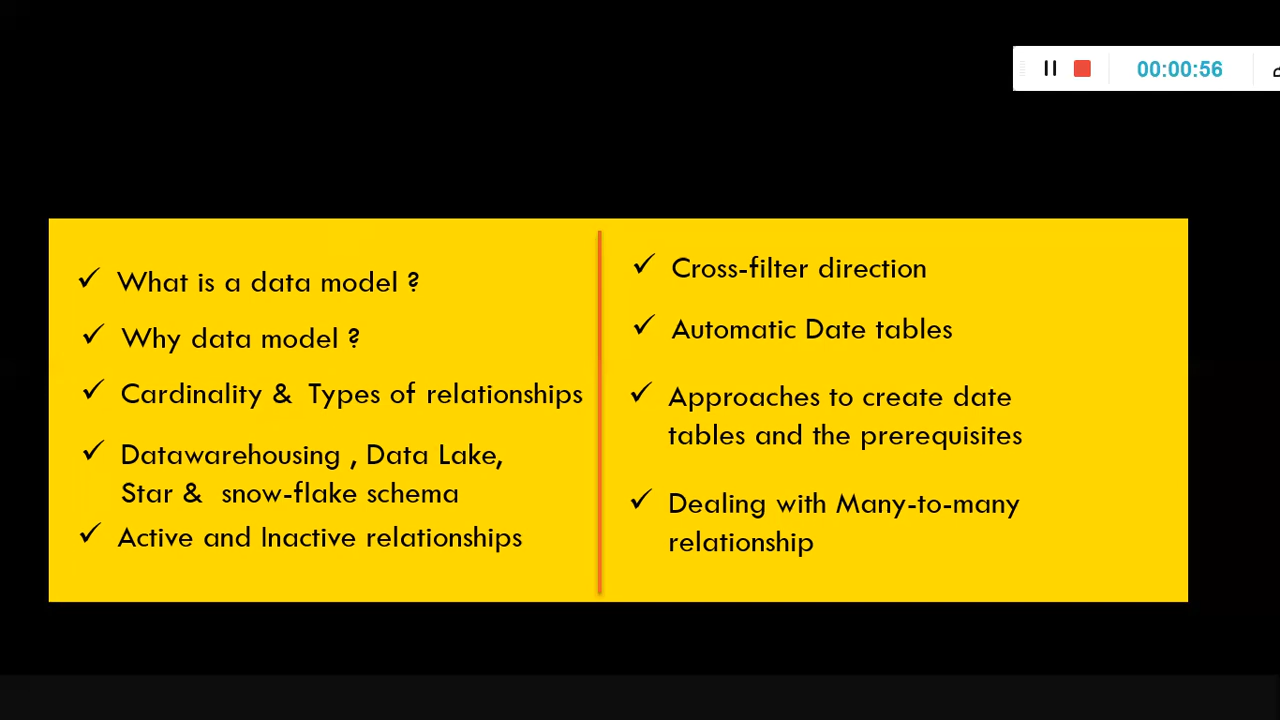 00:00:56
✓ What is a data model ?
✓ Why data model ?
✓ Cardinality & Types of relationships
✓ Datawarehousing , Data Lake,
Star & snow-flake schema
✓ Active and Inactive relationships
✓ Cross-filter direction
✓ Automatic Date tables
✓ Approaches to create date
tables and the prerequisites
✓ Dealing with Many-to-many
relationship